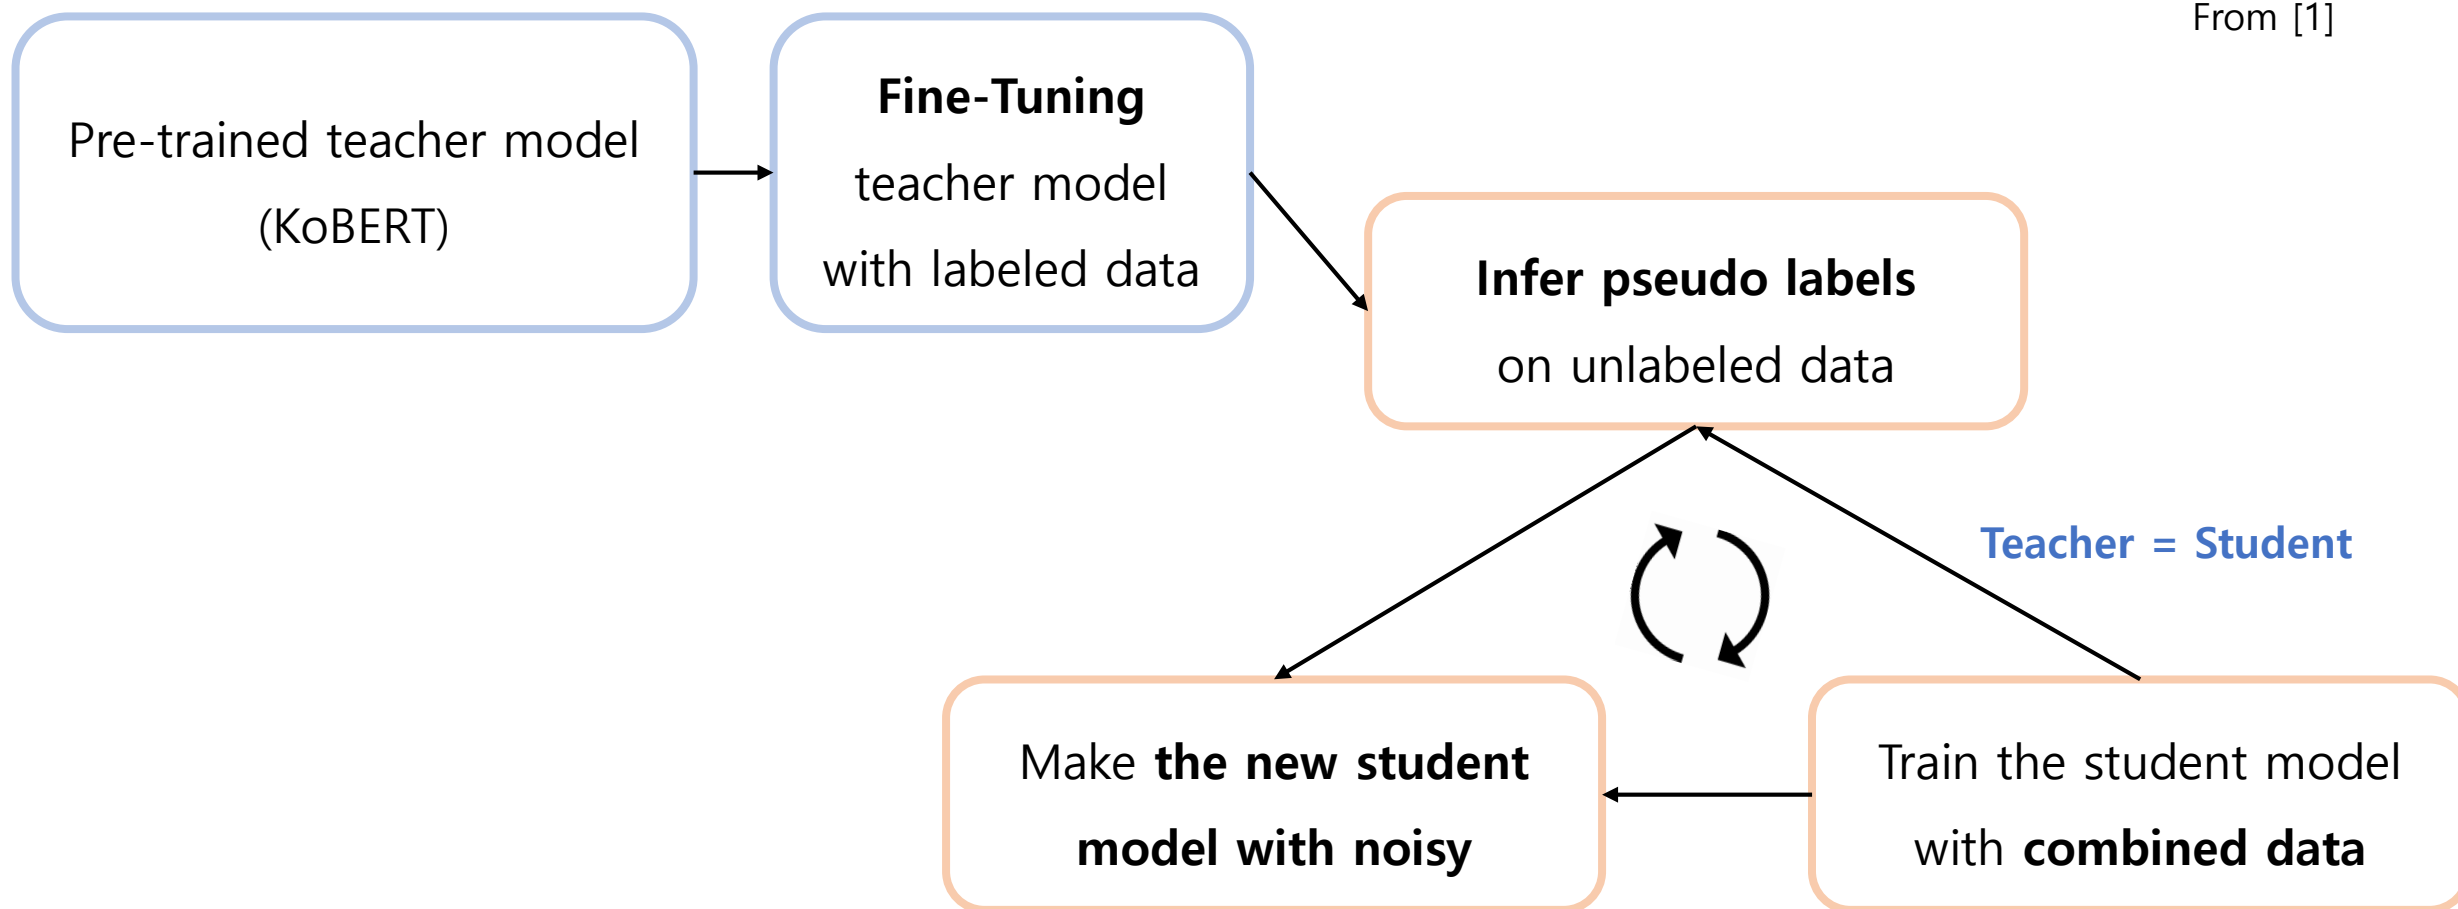 From [1]
Pre-trained teacher model
(KoBERT)
Fine-Tuning
teacher model
with labeled data
Infer pseudo labels
on unlabeled data
Teacher = Student
Make the new student
model with noisy
Train the student model
with combined data